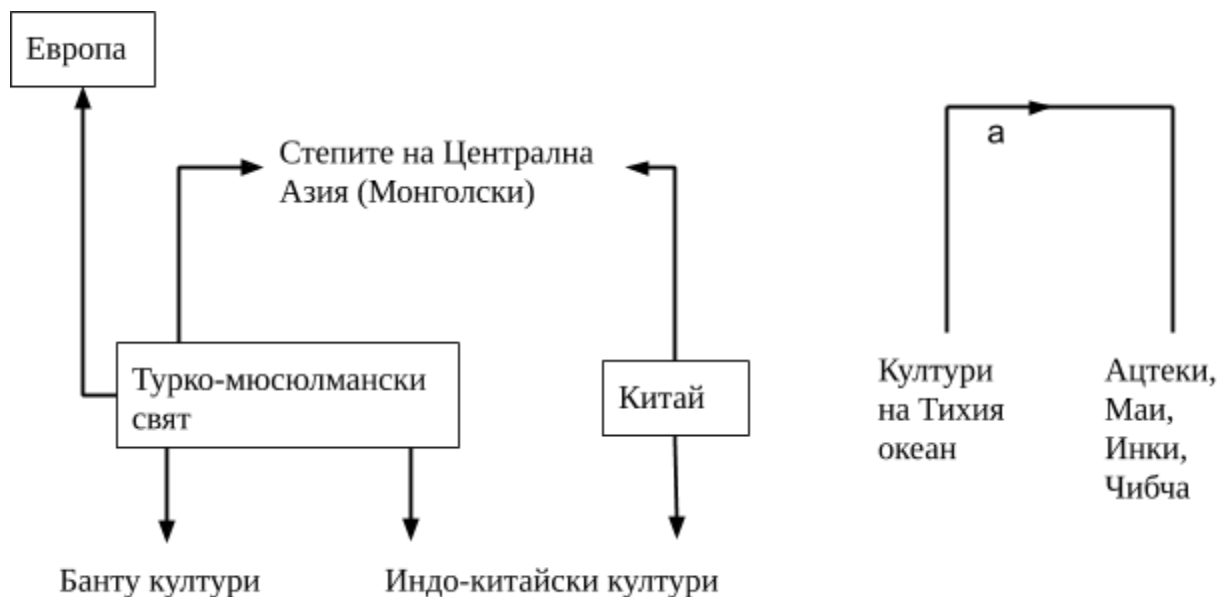 Европа
Степите на Централна
Азия (Монголски)
а
Турко-мюсюлмански
свят
Китай
Култури
на Тихия
океан
Ацтеки,
Маи,
Инки,
Чибча
Банту култури
Индо-китайски култури